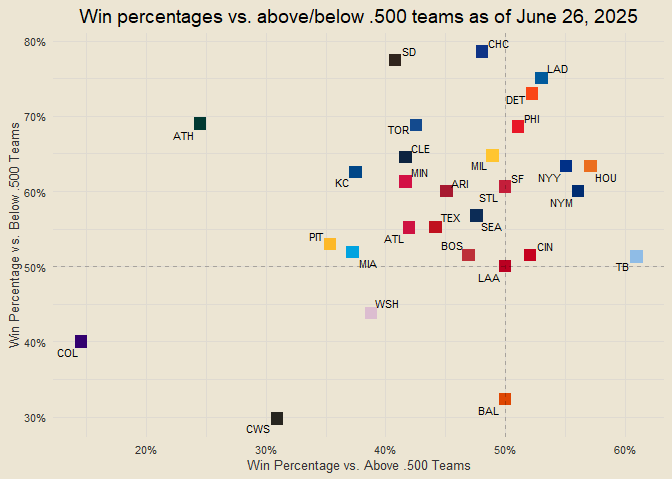 Win percentages vs. above/below .500 teams as of June 26, 2025
80%
CHC
SD
LAD
DET
70%
PHI
TOR
ATH
CLE
MIL
MIN
KC
SF
NYY
HOU
ARI
60%
STL
NYM
TEX
SEA
PIT
ATL
BOS
CIN
MIA
TB
50%
LAA
WSH
40%
COL
BAL
30%
CWS
20%
30%
40%
50%
60%
Win Percentage vs. Above .500 Teams
Win Percentage vs. Below .500 Teams